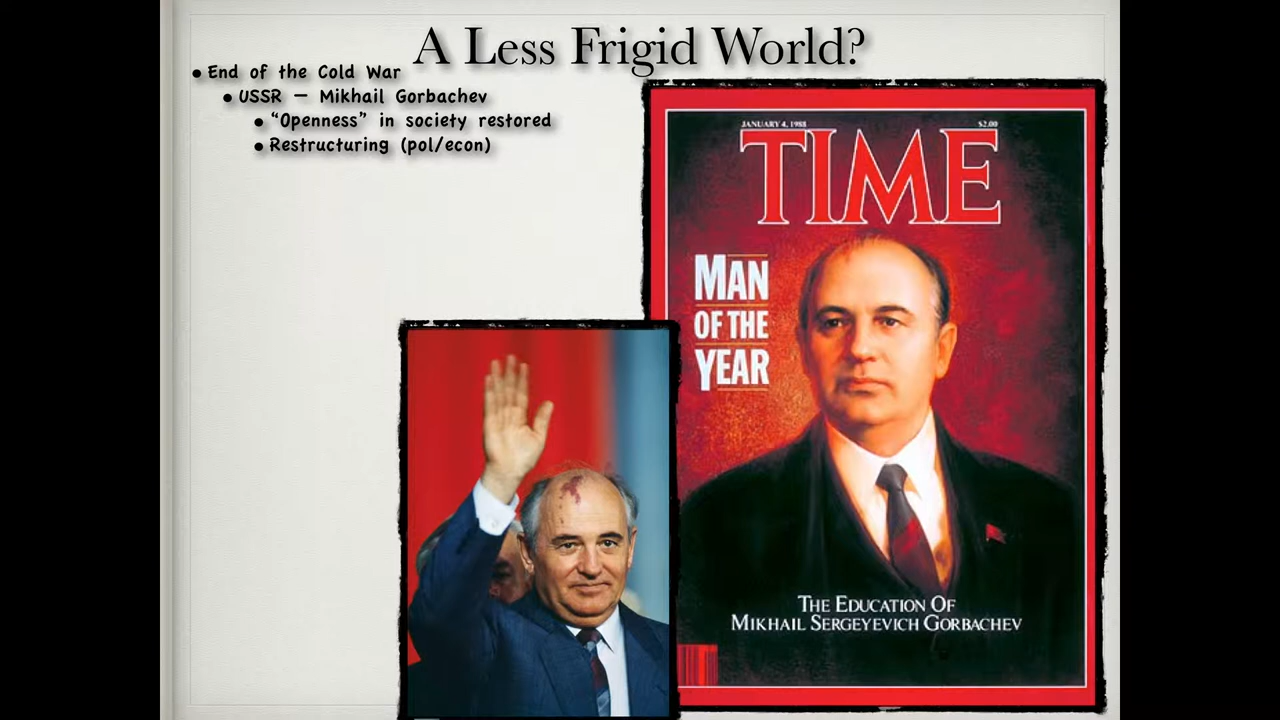 A Less Frigid World?
• End of the Cold War
• USSR – Mikhail Gorbachev
• “Openness” in society restored
• Restructuring (pol/econ)
JANUARY 4, 1988 $2.00
TIME
MAN
OF THE
YEAR
THE EDUCATION OF
MIKHAIL SERGEYEVICH GORBACHEV